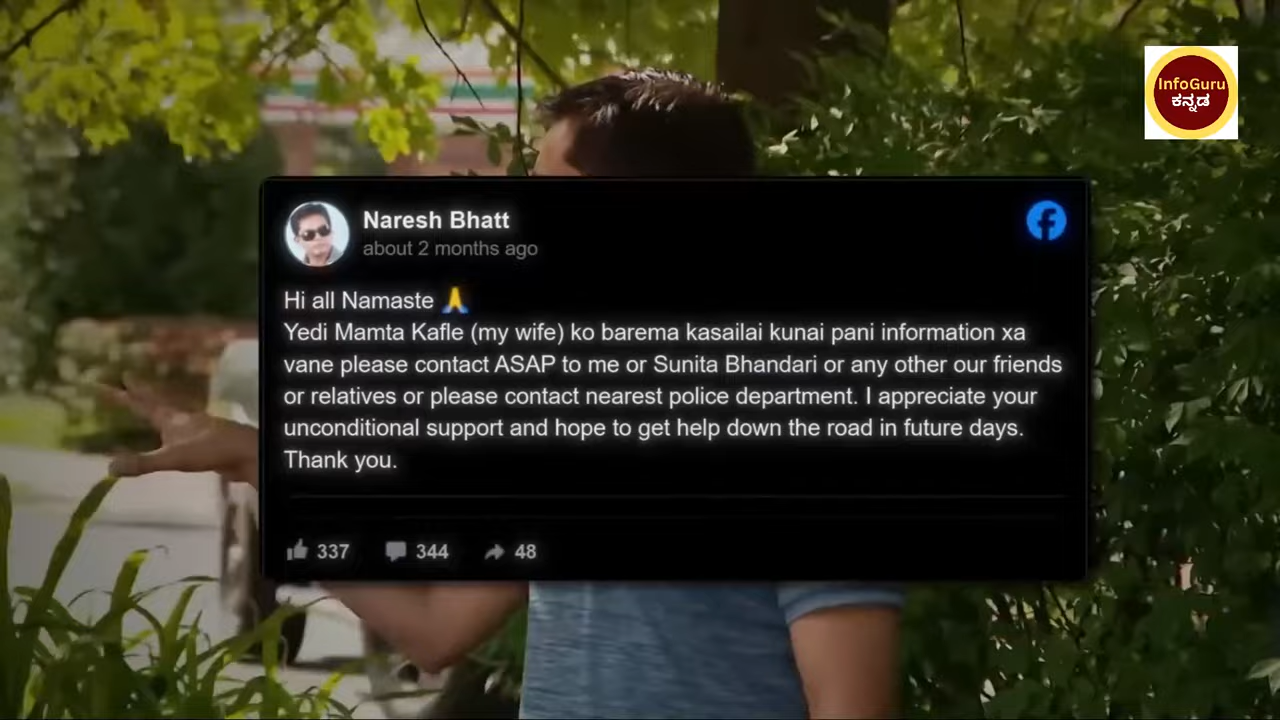 InfoGuru
ಕನ್ನಡ
Naresh Bhatt
about 2 months ago
Hi all Namaste 🙏
Yedi Mamta Kafle (my wife) ko barema kasailai kunai pani information xa
vane please contact ASAP to me or Sunita Bhandari or any other our friends
or relatives or please contact nearest police department. I appreciate your
unconditional support and hope to get help down the road in future days.
Thank you.
337 344 48